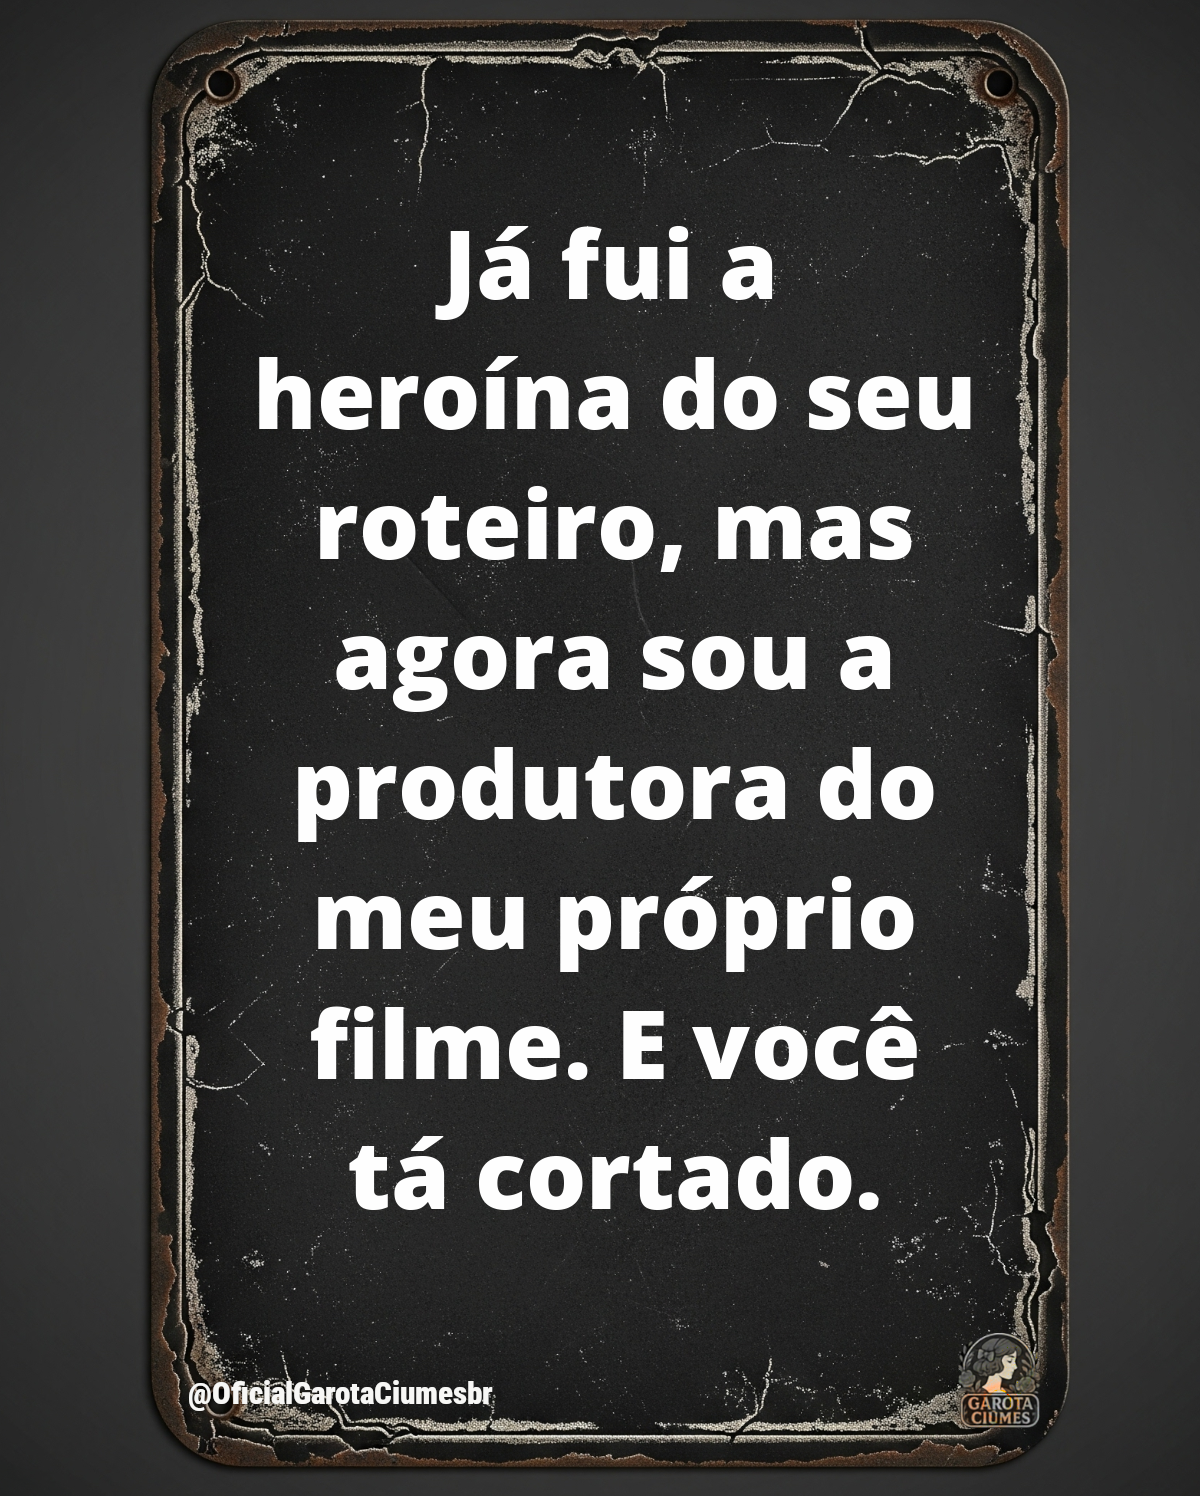 Já fui a
heroína do seu
roteiro, mas
agora sou a
produtora do
meu próprio
filme. E você
tá cortado.
@OficialGarotaCiumesbr
GAROTA
CIÚMES